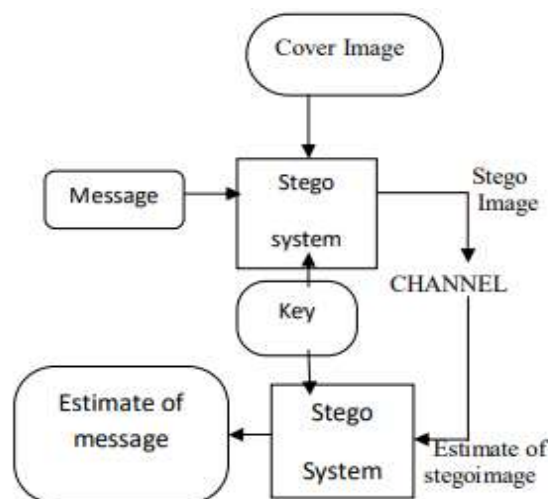 Cover Image
Message
Stego
system
Stego
Image
CHANNEL
Key
Estimate of
message
Stego
System
Estimate of
stegoimage